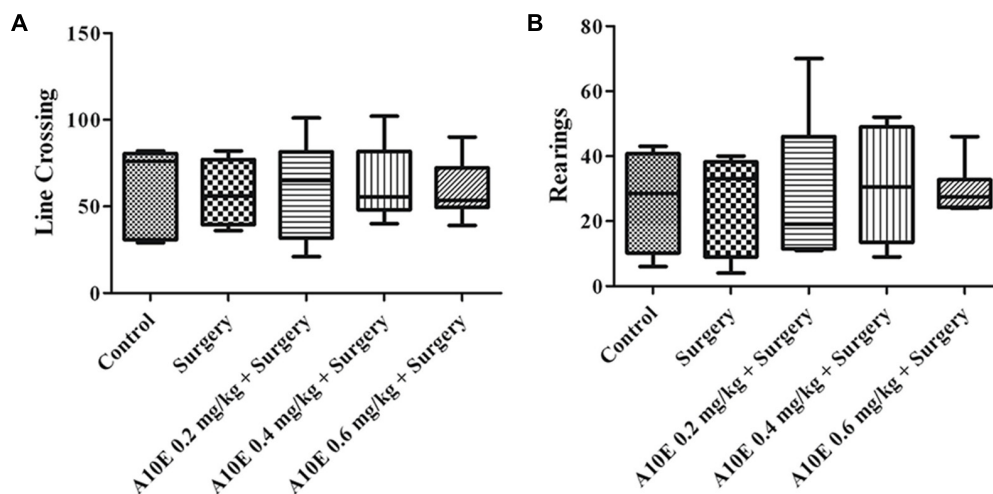 A
Line Crossing
150
100
50
0
Control
Surgery
A10E 0.2 mg/kg + Surgery
A10E 0.4 mg/kg + Surgery
A10E 0.6 mg/kg + Surgery
B
Rearings
80
60
40
20
0
Control
Surgery
A10E 0.2 mg/kg + Surgery
A10E 0.4 mg/kg + Surgery
A10E 0.6 mg/kg + Surgery